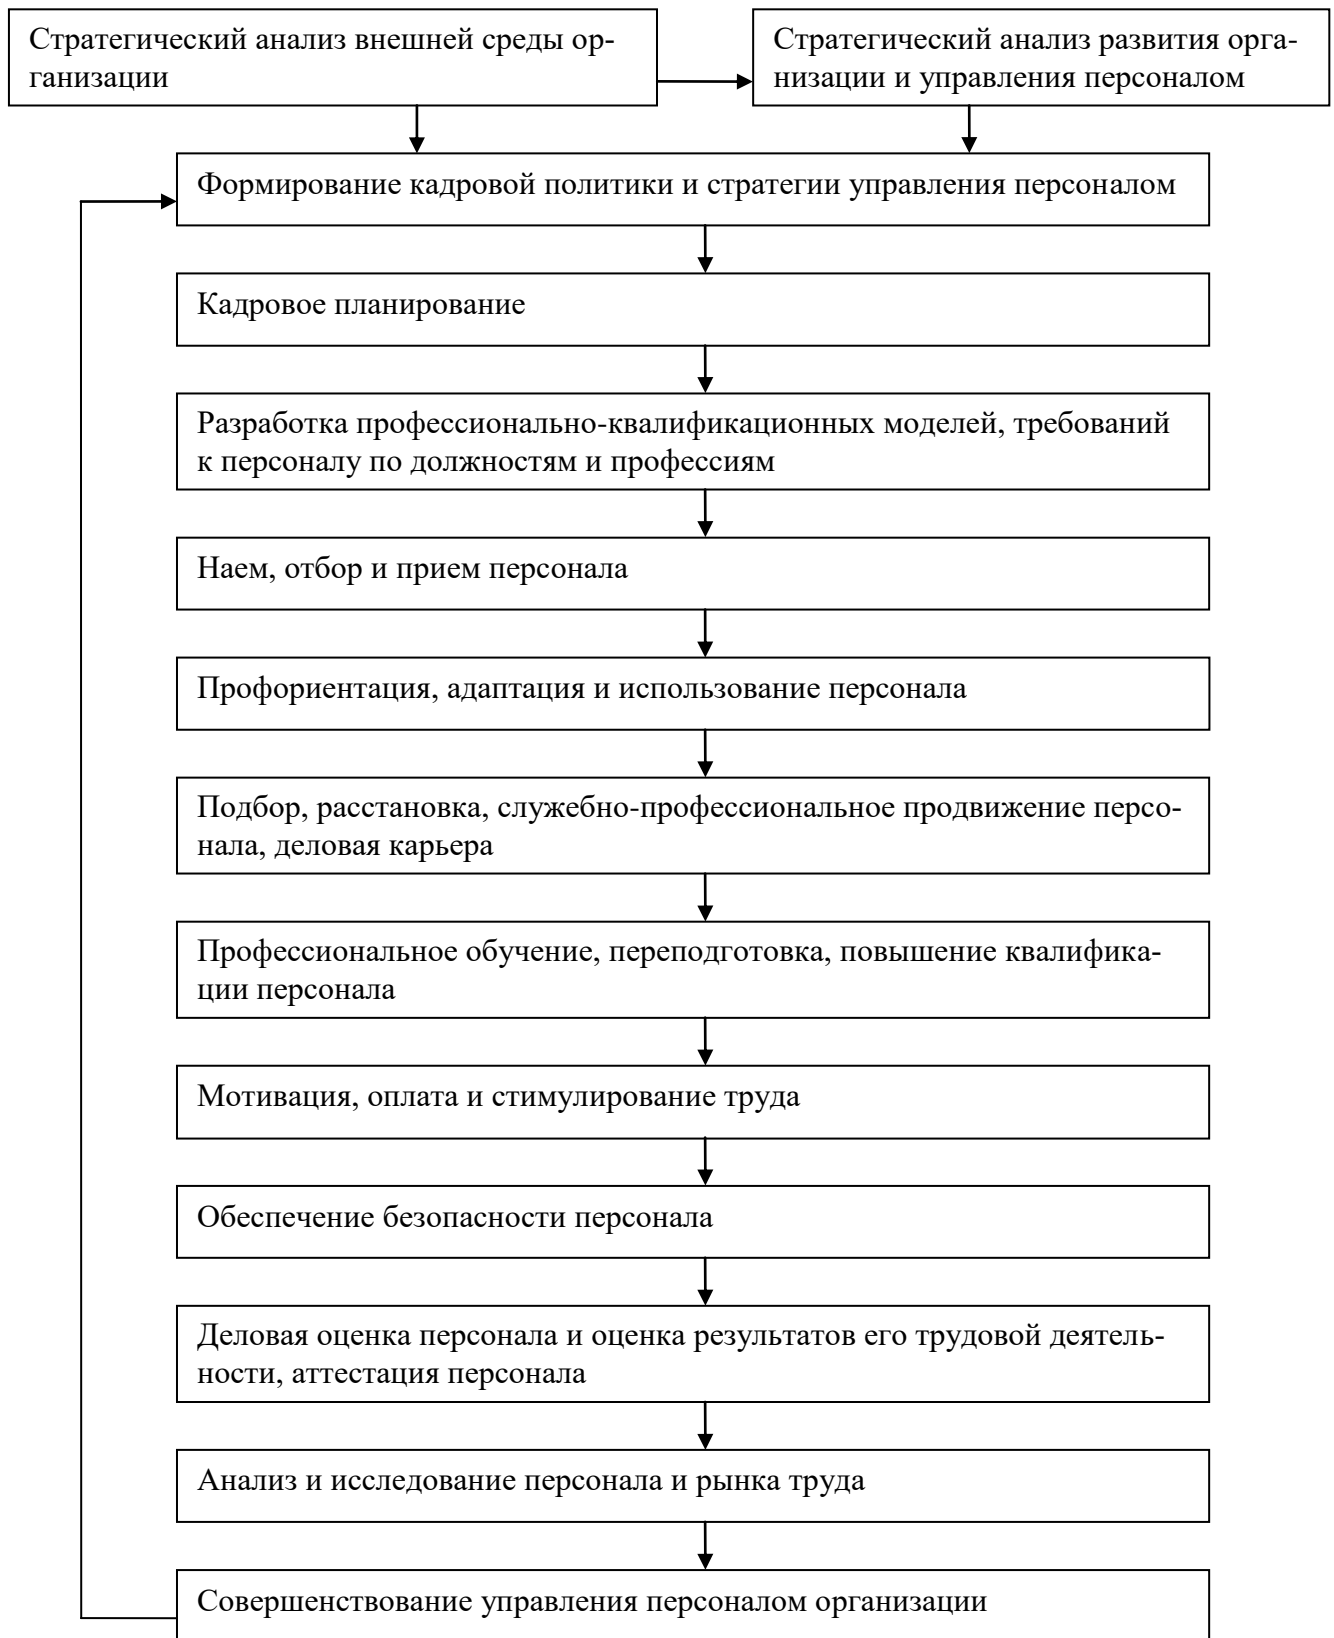 Стратегический анализ внешней среды ор-
ганизации
Стратегический анализ развития орга-
низации и управления персоналом
Формирование кадровой политики и стратегии управления персоналом
Кадровое планирование
Разработка профессионально-квалификационных моделей, требований
к персоналу по должностям и профессиям
Наем, отбор и прием персонала
Профориентация, адаптация и использование персонала
Подбор, расстановка, служебно-профессиональное продвижение персо-
нала, деловая карьера
Профессиональное обучение, переподготовка, повышение квалифика-
ции персонала
Мотивация, оплата и стимулирование труда
Обеспечение безопасности персонала
Деловая оценка персонала и оценка результатов его трудовой деятель-
ности, аттестация персонала
Анализ и исследование персонала и рынка труда
Совершенствование управления персоналом организации